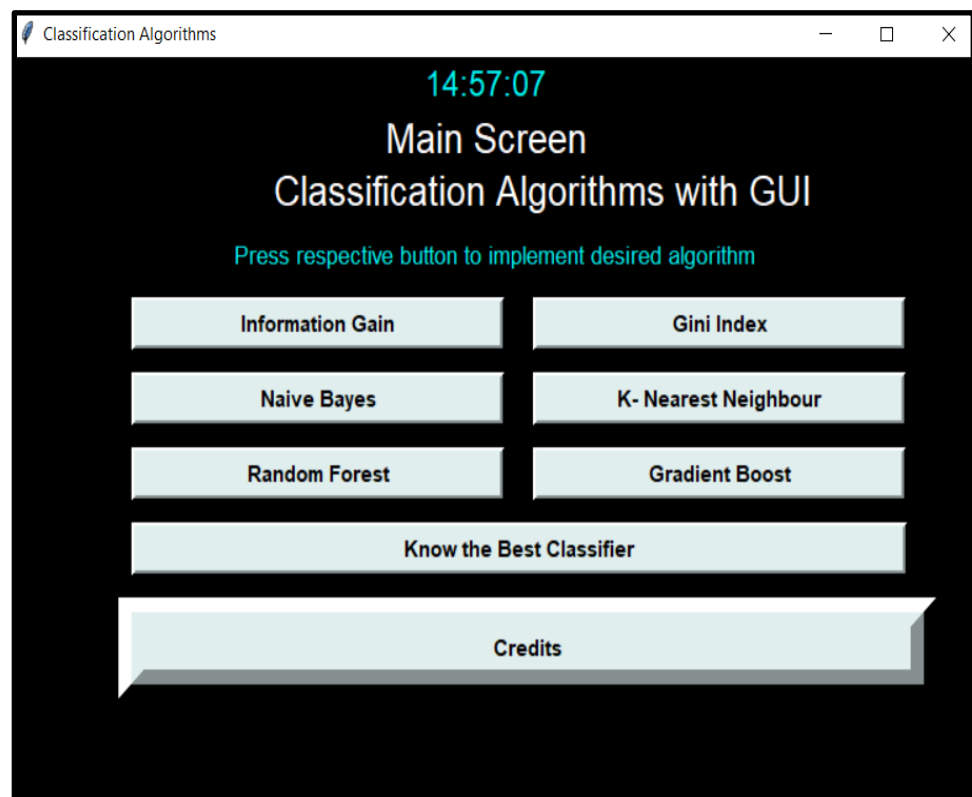 Classification Algorithms
14:57:07
Main Screen
Classification Algorithms with GUI
Press respective button to implement desired algorithm
Information Gain
Gini Index
Naive Bayes
K- Nearest Neighbour
Random Forest
Gradient Boost
Know the Best Classifier
Credits